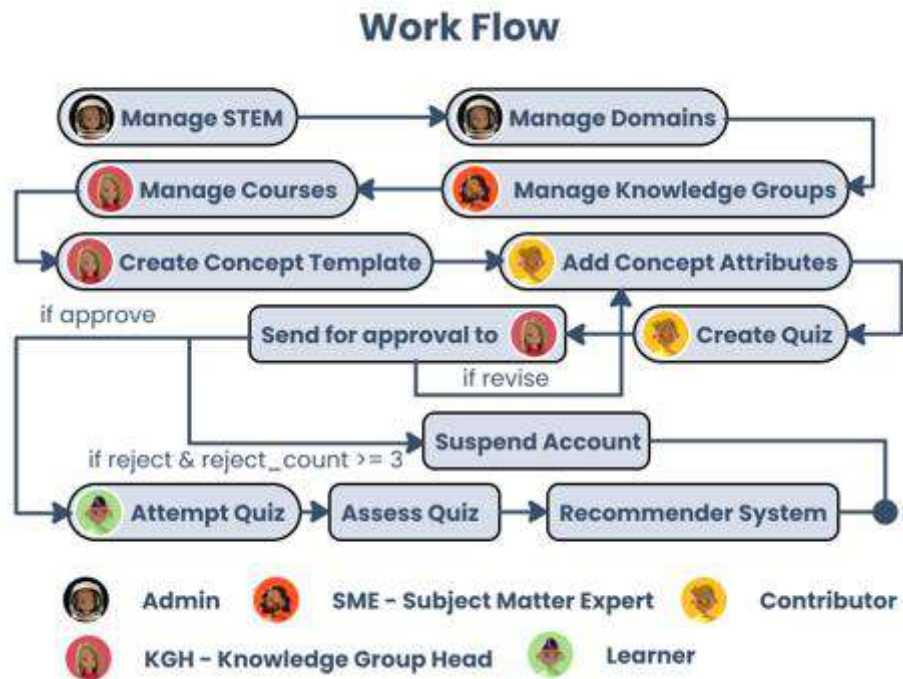 Work Flow
Manage STEM
Manage Domains
Manage Courses
Manage Knowledge Groups
Create Concept Template
Add Concept Attributes
if approve
Send for approval to
Create Quiz
if revise
Suspend Account
if reject & reject_count >= 3
Attempt Quiz
Assess Quiz
Recommender System
Admin
SME - Subject Matter Expert
Contributor
KGH - Knowledge Group Head
Learner